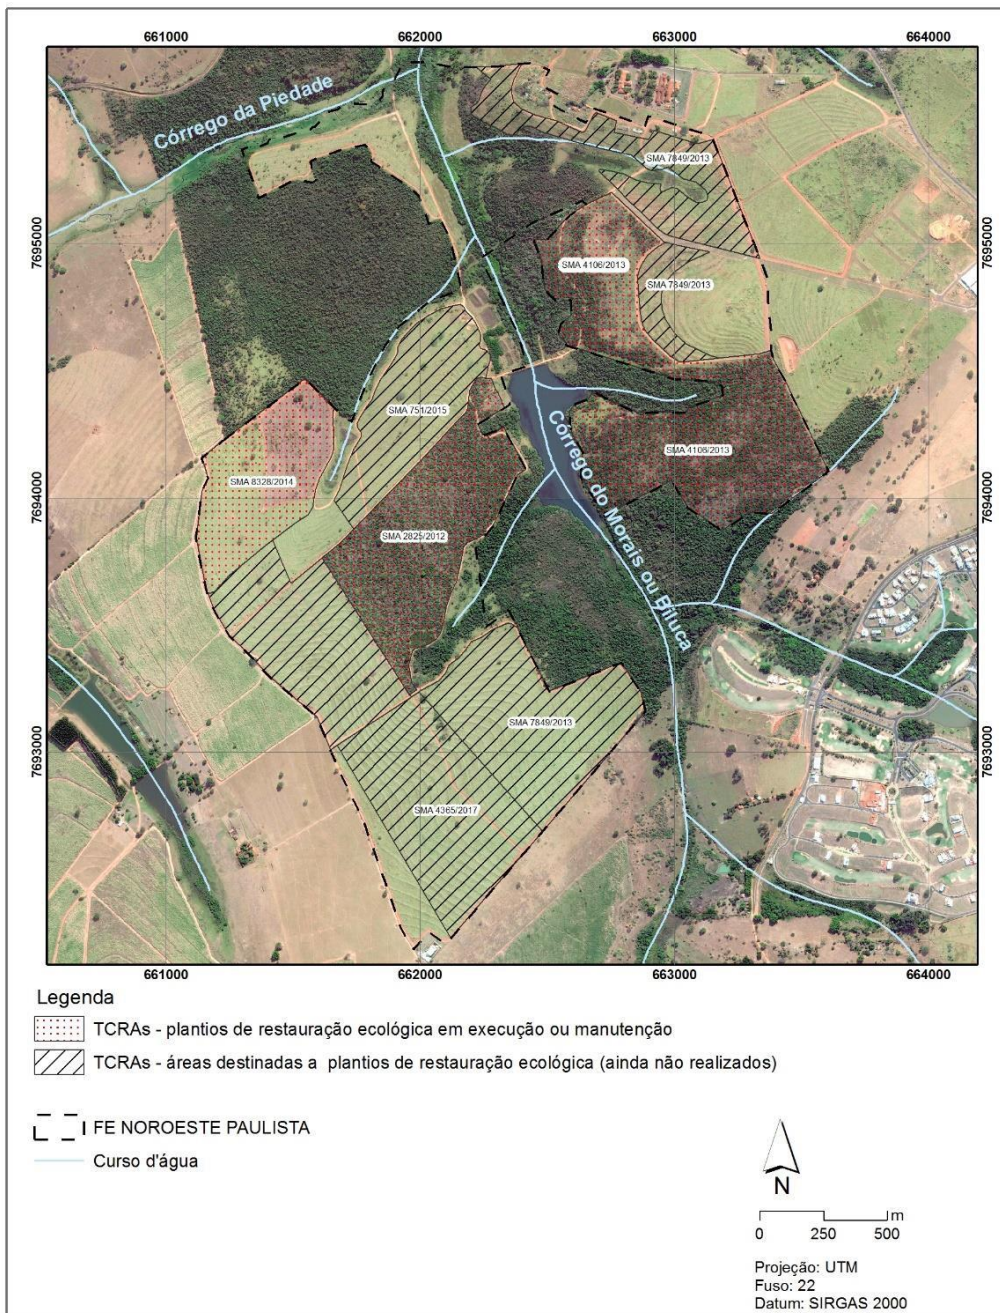 661000 662000 663000 664000
Córrego da Piedade
SMA 7849/2013
7695000 7695000
SMA 4106/2013
SMA 7849/2013
SMA 751/2015
Córrego do Morais ou Biluca
SMA 4106/2013
SMA 8328/2014
7694000 7694000
SMA 2825/2012
SMA 7849/2013
7693000 7693000
SMA 4365/2017
661000 662000 663000 664000
Legenda
TCRAs - plantios de restauração ecológica em execução ou manutenção
TCRAs - áreas destinadas a plantios de restauração ecológica (ainda não realizados)
FE NOROESTE PAULISTA
Curso d'água
N
m
0 250 500
Projeção: UTM
Fuso: 22
Datum: SIRGAS 2000